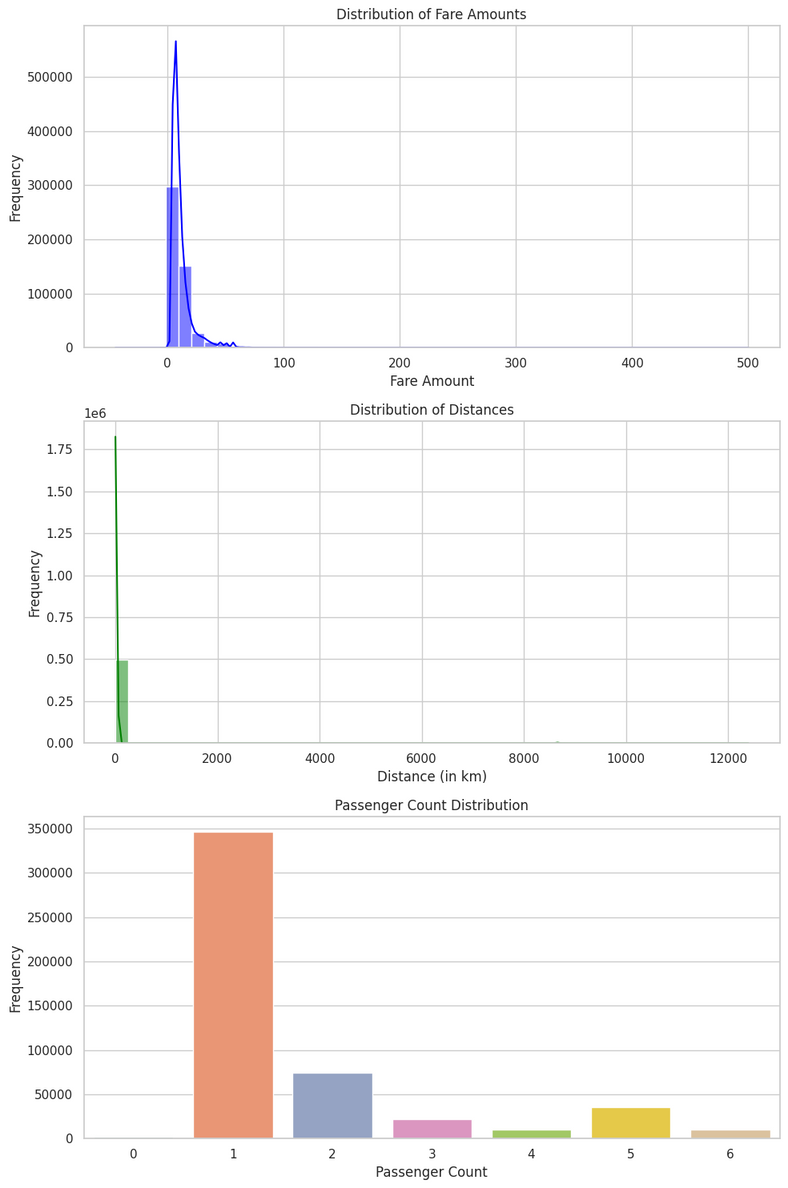 Distribution of Fare Amounts
500000
400000
300000
200000
100000
0
Frequency
0 100 200 300 400 500
Fare Amount
Distribution of Distances
1e6
1.75
1.50
1.25
1.00
0.75
0.50
0.25
0.00
Frequency
0 2000 4000 6000 8000 10000 12000
Distance (in km)
Passenger Count Distribution
350000
300000
250000
200000
150000
100000
50000
0
Frequency
0 1 2 3 4 5 6
Passenger Count